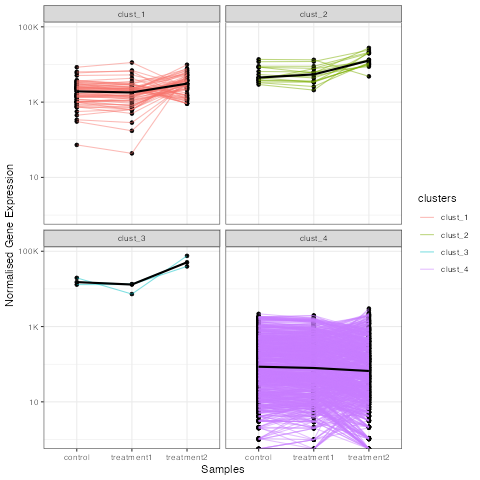 clust_1
clust_2
100K
1K
10
clust_3
clust_4
100K
1K
10
control
treatment1
treatment2
control
treatment1
treatment2
Samples
Normalised Gene Expression
clusters
clust_1
clust_2
clust_3
clust_4